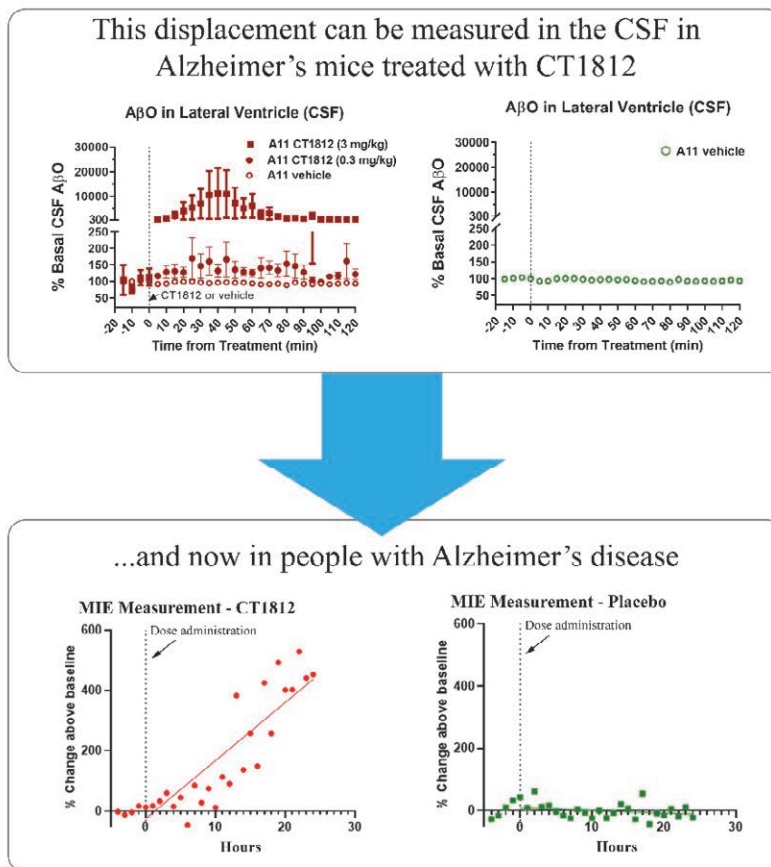 This displacement can be measured in the CSF in
Alzheimer's mice treated with CT1812
AβO in Lateral Ventricle (CSF)
A11 CT1812 (3 mg/kg)
A11 CT1812 (0.3 mg/kg)
A11 vehicle
% Basal CSF AβO
30000
20000
10000
300
250
200
150
100
50
CT1812 or vehicle
-20 -10 0 10 20 30 40 50 60 70 80 90 100 110 120
Time from Treatment (min)
AβO in Lateral Ventricle (CSF)
A11 vehicle
% Basal CSF AβO
30000
20000
10000
300
250
200
150
100
50
-20 -10 0 10 20 30 40 50 60 70 80 90 100 110 120
Time from Treatment (min)
...and now in people with Alzheimer's disease
MIE Measurement - CT1812
Dose administration
% Change above baseline
600
400
200
0
0 10 20 30
Hours
MIE Measurement - Placebo
Dose administration
% Change above baseline
600
400
200
0
0 10 20 30
Hours